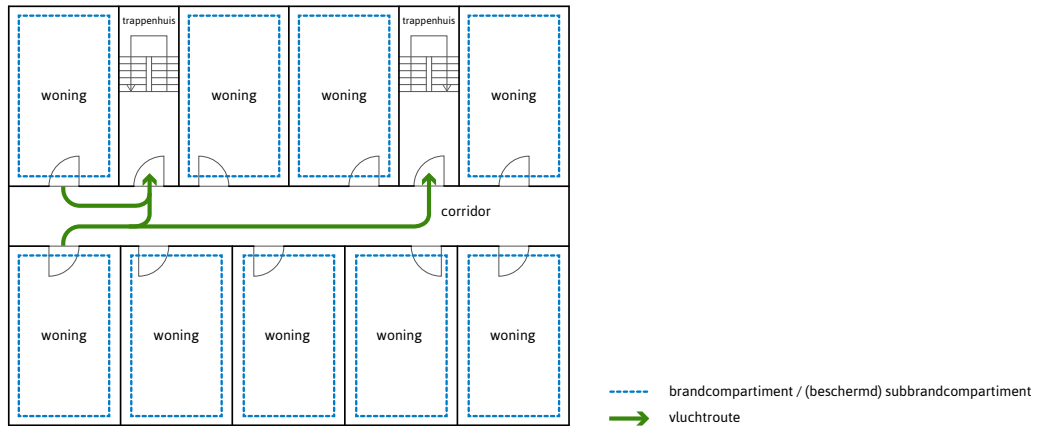 trappenhuis
trappenhuis
woning
woning
woning
woning
corridor
woning
woning
woning
woning
woning
brandcompartiment / (beschermd) subbrandcompartiment
vluchtroute